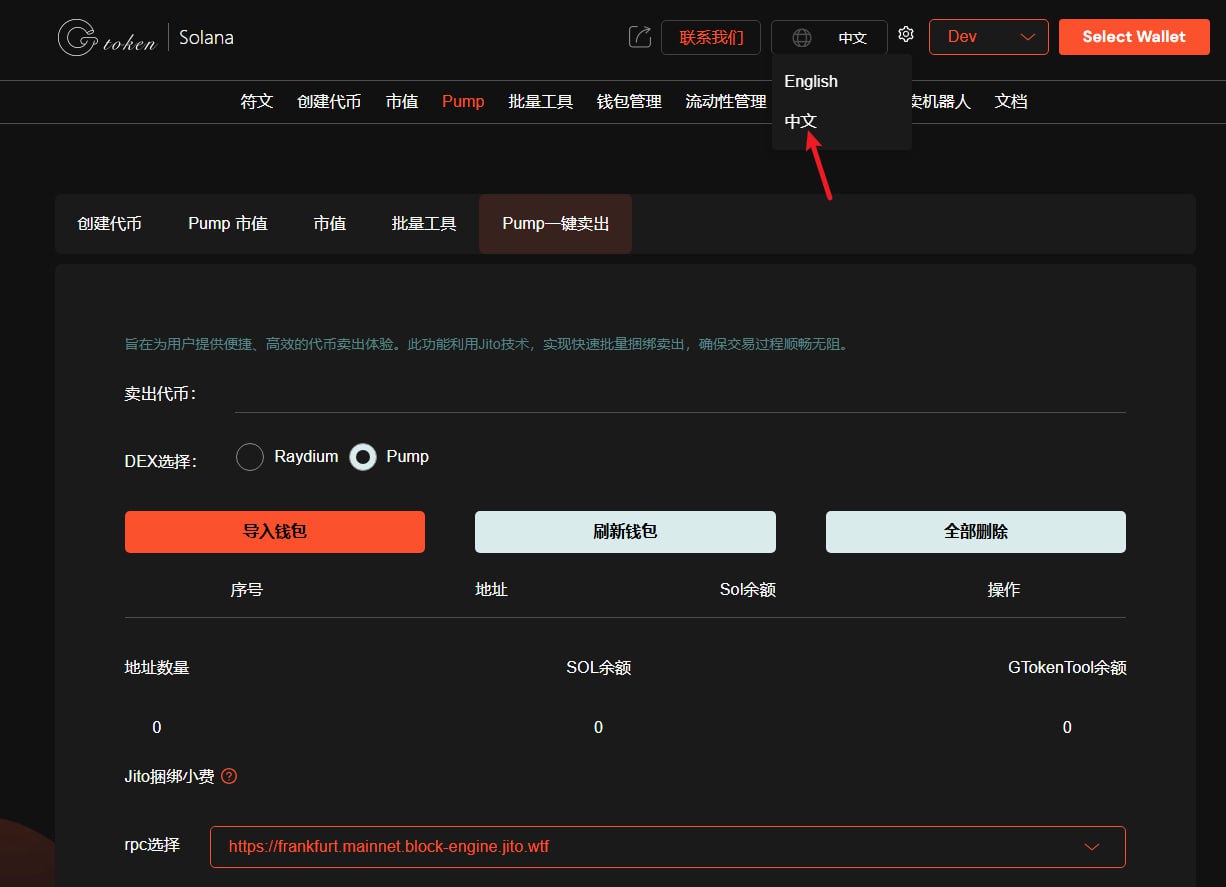 Gtoken Solana 联系我们 中文 Dev Select Wallet
English
中文
符文 创建代币 市值 Pump 批量工具 钱包管理 流动性管理 卖机器人 文档
创建代币 Pump 市值 市值 批量工具 Pump一键卖出
旨在为用户提供便捷、高效的代币卖出体验。此功能利用Jito技术，实现快速批量捆绑卖出，确保交易过程顺畅无阻。
卖出代币：
DEX选择： Raydium Pump
导入钱包 刷新钱包 全部删除
序号 地址 Sol余额 操作
地址数量 SOL余额 GTokenTool余额
0 0 0
Jito捆绑小费 ?
rpc选择 https://frankfurt.mainnet.block-engine.jito.wtf